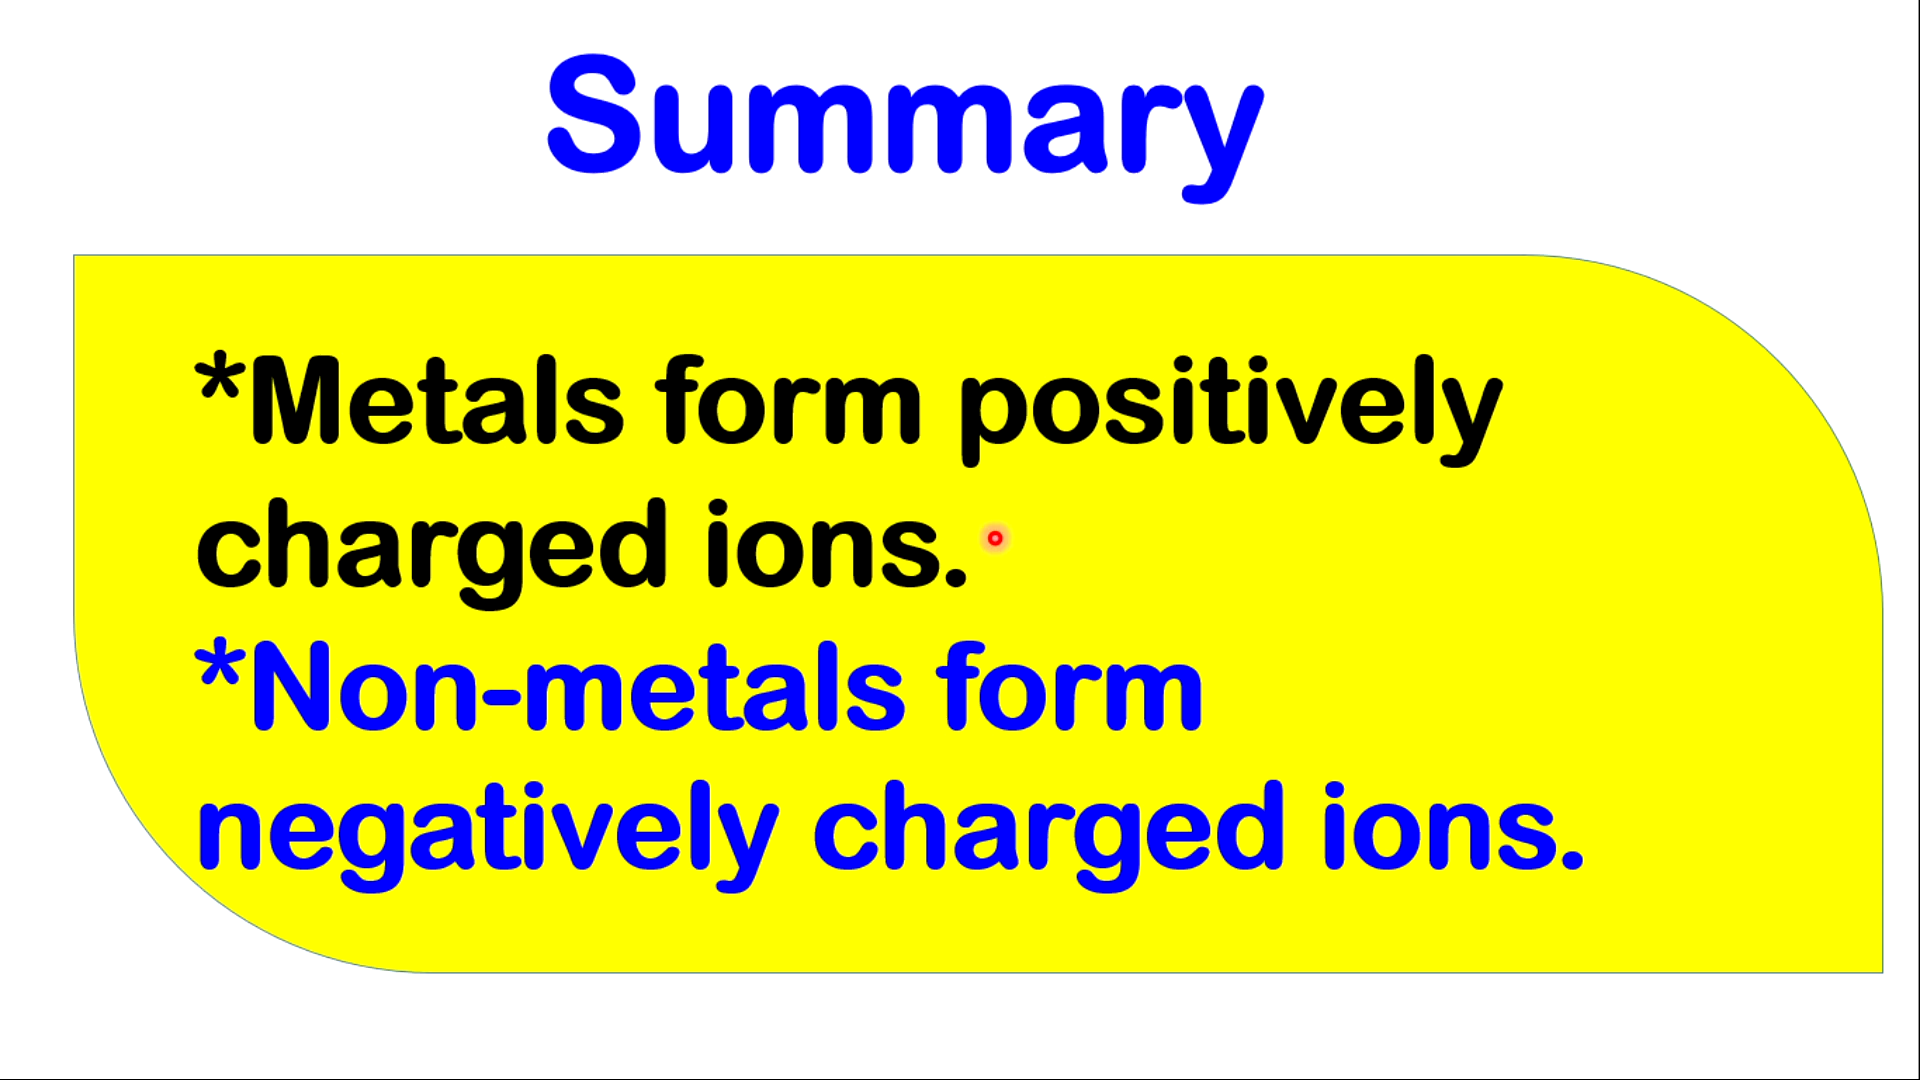 Summary
*Metals form positively
charged ions.
*Non-metals form
negatively charged ions.